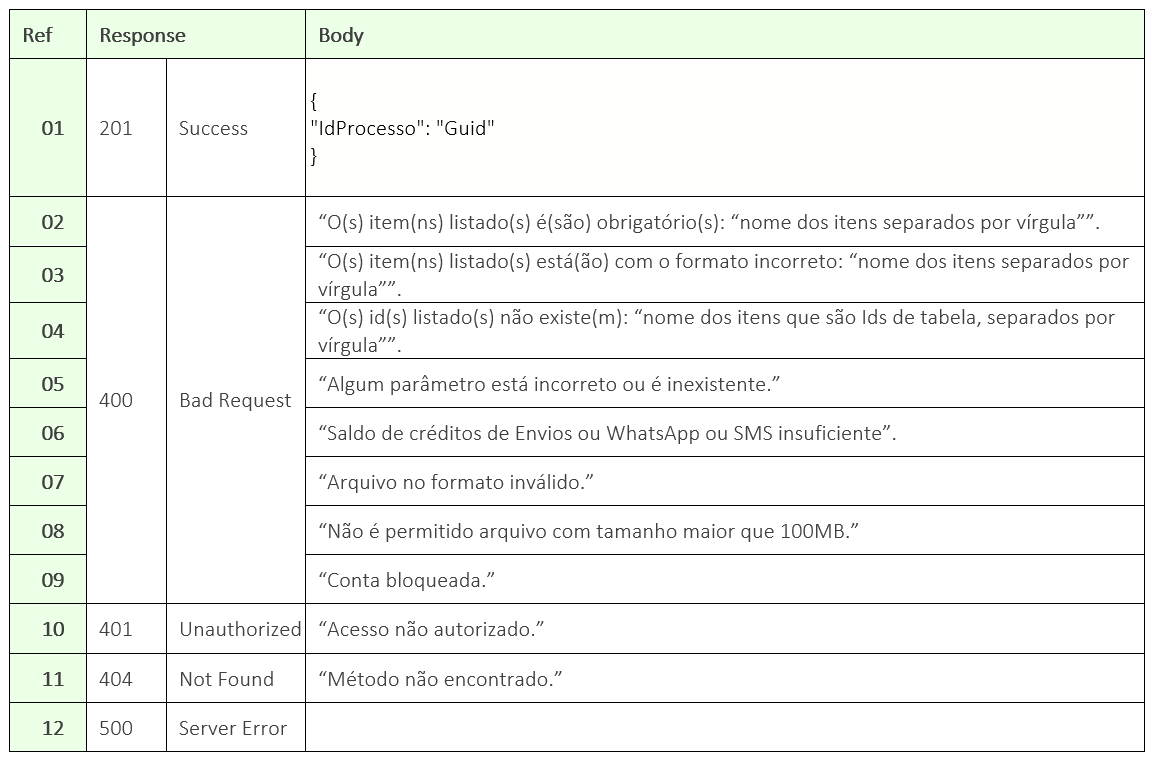 Ref Response Body
01 201 Success
{
"IdProcesso": "Guid"
}
02 “O(s) item(ns) listado(s) é(são) obrigatório(s): “nome dos itens separados por vírgula””.
03 “O(s) item(ns) listado(s) está(ão) com o formato incorreto: “nome dos itens separados por
vírgula””.
04 “O(s) id(s) listado(s) não existe(m): “nome dos itens que são Ids de tabela, separados por
vírgula””.
05 “Algum parâmetro está incorreto ou é inexistente.”
400 Bad Request
06 “Saldo de créditos de Envios ou WhatsApp ou SMS insuficiente”.
07 “Arquivo no formato inválido.”
08 “Não é permitido arquivo com tamanho maior que 100MB.”
09 “Conta bloqueada.”
10 401 Unauthorized “Acesso não autorizado.”
11 404 Not Found “Método não encontrado.”
12 500 Server Error